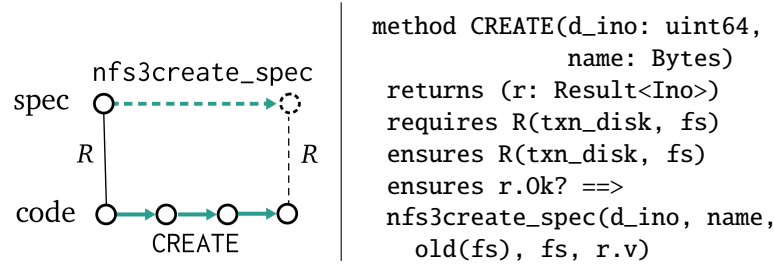 nfs3create_spec
spec
R R
code
CREATE
method CREATE(d_ino: uint64,
name: Bytes)
returns (r: Result<Ino>)
requires R(txn_disk, fs)
ensures R(txn_disk, fs)
ensures r.Ok? ==>
nfs3create_spec(d_ino, name,
old(fs), fs, r.v)